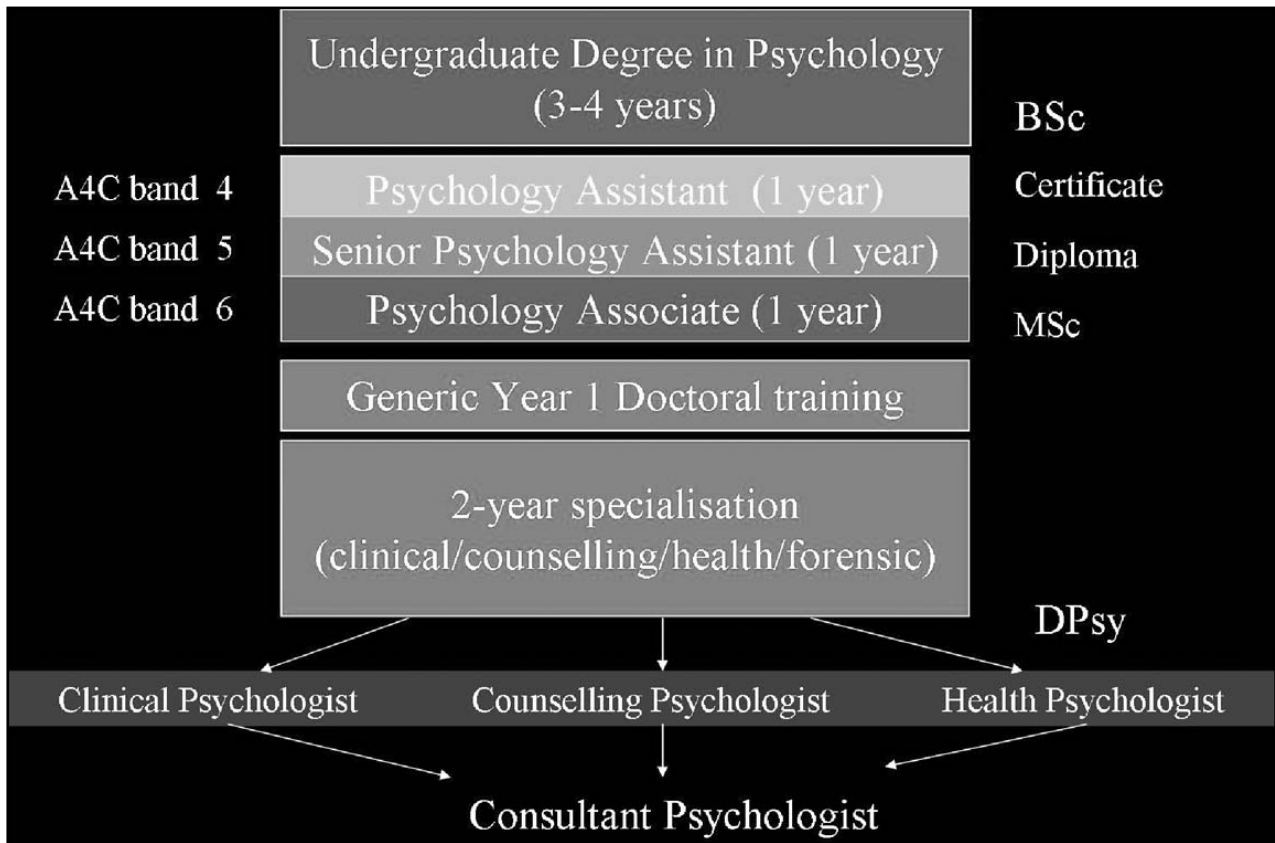 Undergraduate Degree in Psychology
(3-4 years)
BSc
A4C band 4
Psychology Assistant (1 year)
Certificate
A4C band 5
Senior Psychology Assistant (1 year)
Diploma
A4C band 6
Psychology Associate (1 year)
MSc
Generic Year 1 Doctoral training
2-year specialisation
(clinical/counselling/health/forensic)
DPsy
Clinical Psychologist
Counselling Psychologist
Health Psychologist
Consultant Psychologist